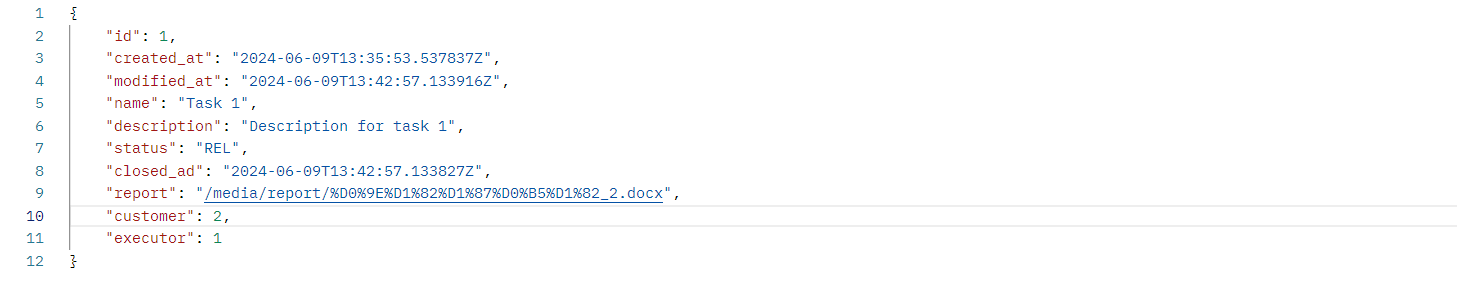 1 {
2 "id": 1,
3 "created_at": "2024-06-09T13:35:53.537837Z",
4 "modified_at": "2024-06-09T13:42:57.133916Z",
5 "name": "Task 1",
6 "description": "Description for task 1",
7 "status": "REL",
8 "closed_ad": "2024-06-09T13:42:57.133827Z",
9 "report": "/media/report/%D0%9E%D1%82%D1%87%D0%B5%D1%82_2.docx",
10 "customer": 2,
11 "executor": 1
12 }